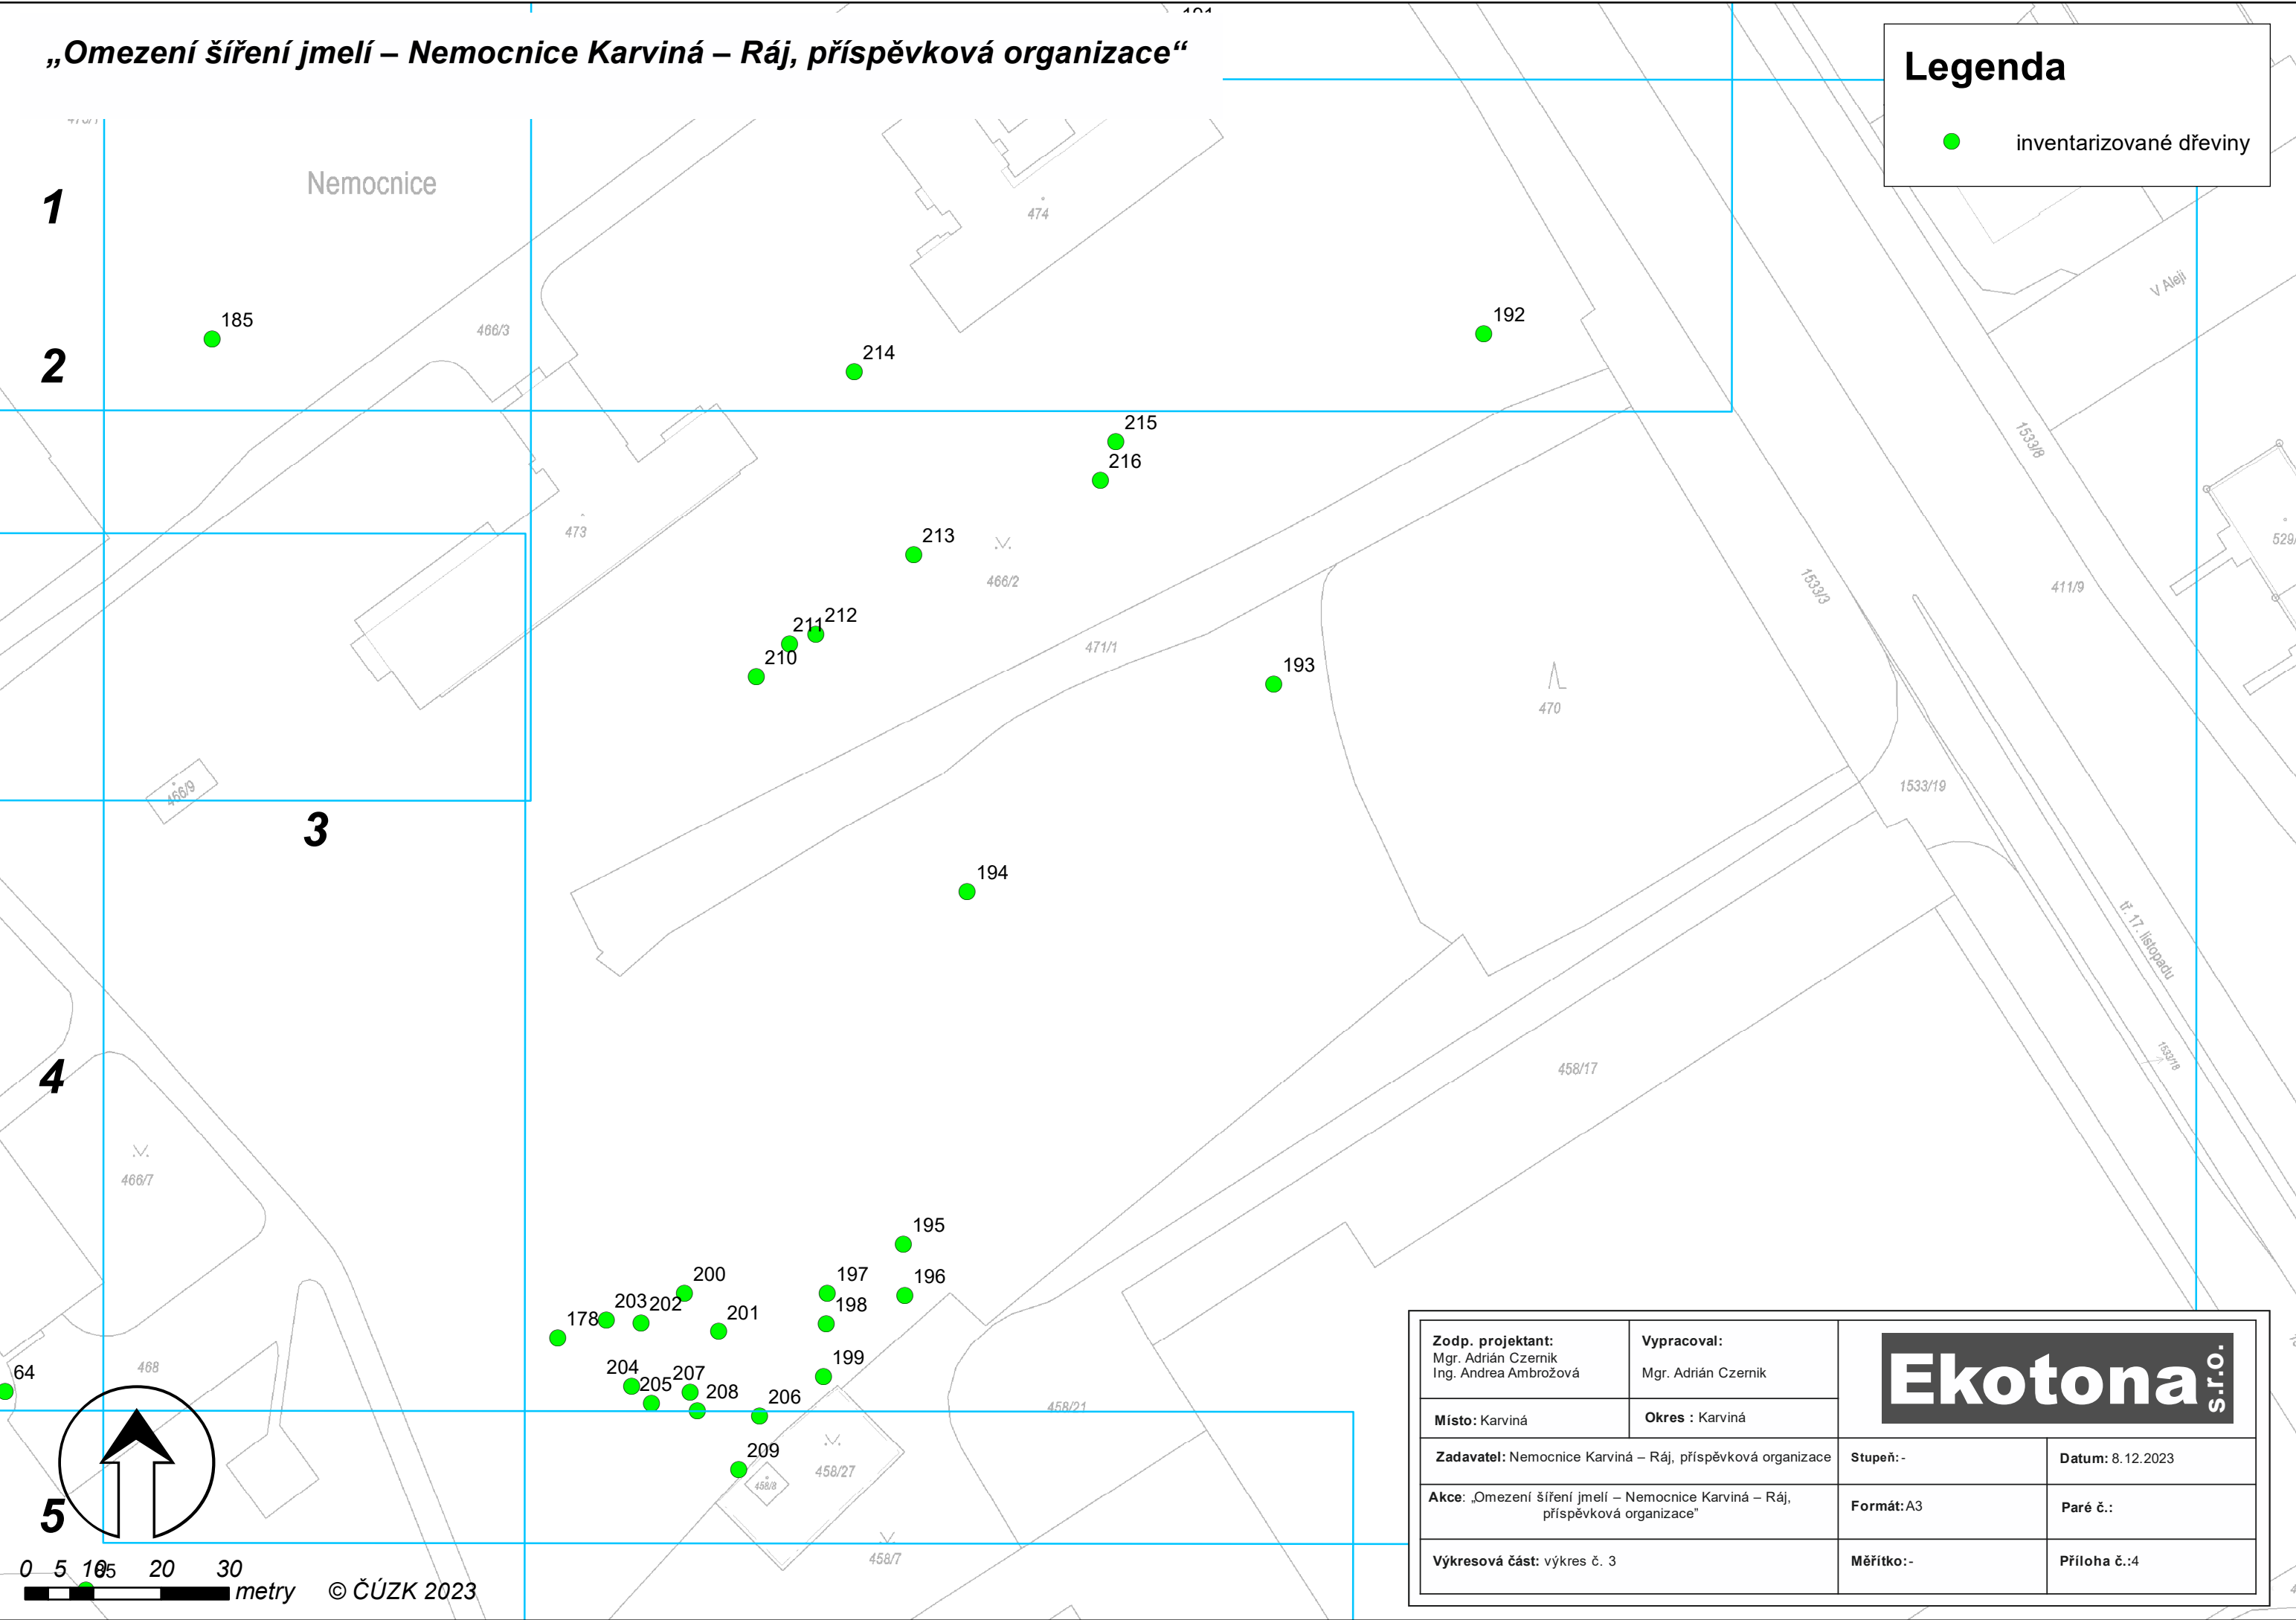 „Omezení šíření jmelí – Nemocnice Karviná – Ráj, příspěvková organizace“
Legenda
inventarizované dřeviny
Nemocnice
1
2
3
4
5
185
466/3
474
214
192
V Aleji
215
216
1533/8
213
473
466/2
1533/3
411/9
212
211
210
471/1
193
470
466/9
1533/19
194
tř. 17. listopadu
1533/18
458/17
466/7
195
196
197
198
199
200
201
202
203
178
204
205
207
208
206
209
64
468
458/21
458/27
458/8
458/7
0 5 10 20 30
metry
© ČÚZK 2023
Zodp. projektant:
Mgr. Adrián Czernik
Ing. Andrea Ambrožová
Vypracoval:
Mgr. Adrián Czernik
Ekotona s.r.o.
Místo: Karviná
Okres : Karviná
Zadavatel: Nemocnice Karviná – Ráj, příspěvková organizace
Stupeň: -
Datum: 8.12.2023
Akce: „Omezení šíření jmelí – Nemocnice Karviná – Ráj,
příspěvková organizace”
Formát: A3
Paré č.:
Výkresová část: výkres č. 3
Měřítko: -
Příloha č.:4